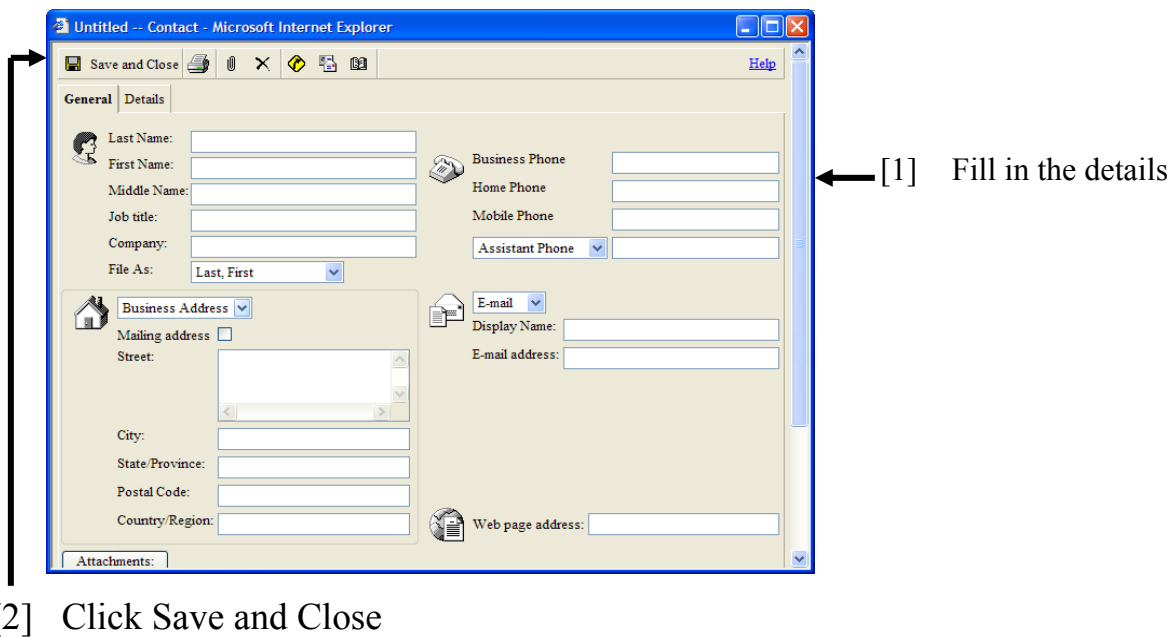 Untitled -- Contact - Microsoft Internet Explorer
Save and Close
Help
General Details
Last Name:
First Name:
Middle Name:
Job title:
Company:
File As: Last, First
Business Phone
Home Phone
Mobile Phone
Assistant Phone
[1] Fill in the details
Business Address
Mailing address
Street:
City:
State/Province:
Postal Code:
Country/Region:
E-mail
Display Name:
E-mail address:
Web page address:
Attachments:
2] Click Save and Close